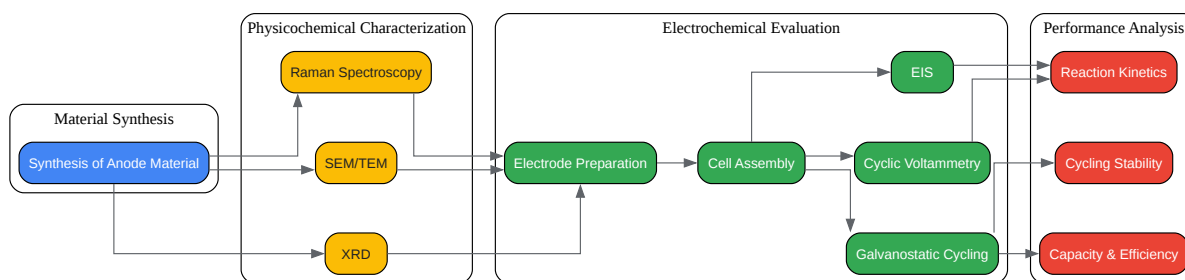 Material Synthesis
Synthesis of Anode Material
Physicochemical Characterization
Raman Spectroscopy
SEM/TEM
XRD
Electrochemical Evaluation
Electrode Preparation
Cell Assembly
EIS
Cyclic Voltammetry
Galvanostatic Cycling
Performance Analysis
Reaction Kinetics
Cycling Stability
Capacity & Efficiency